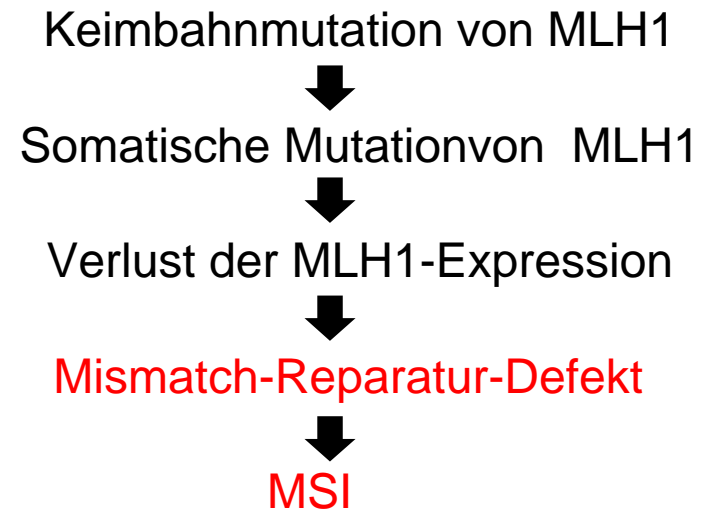 Keimbahnmutation von MLH1
Somatische Mutationvon MLH1
Verlust der MLH1-Expression
Mismatch-Reparatur-Defekt
MSI